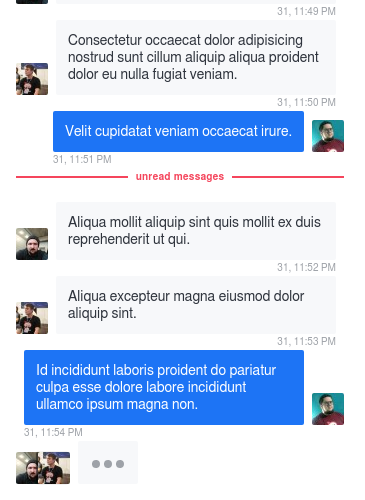 31, 11:49 PM
Consectetur occaecat dolor adipisicing
nostrud sunt cillum aliquip aliqua proident
dolor eu nulla fugiat veniam.
31, 11:50 PM
Velit cupidatat veniam occaecat irure.
31, 11:51 PM
unread messages
Aliqua mollit aliquip sint quis mollit ex duis
reprehenderit ut qui.
31, 11:52 PM
Aliqua excepteur magna eiusmod dolor
aliquip sint.
31, 11:53 PM
Id incididunt laboris proident do pariatur
culpa esse dolore labore incididunt
ullamco ipsum magna non.
31, 11:54 PM